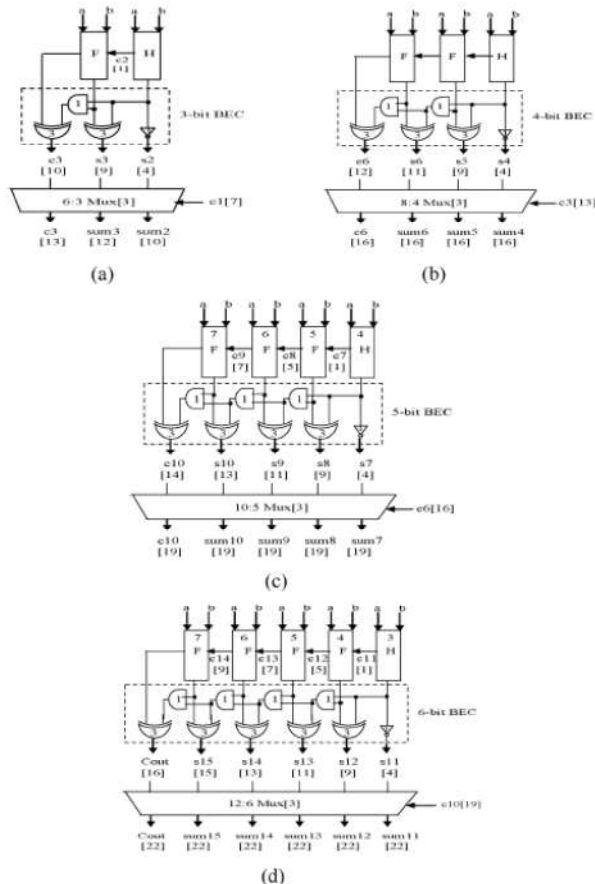 a b a b
F c2 H
[1]
1
3 3
3-bit BEC
c3 s3 s2
[10] [9] [4]
6:3 Mux[3] c1[7]
c3 sum3 sum2
[13] [12] [10]
(a)
a b a b a b
F F H
1 1
3 3 3
4-bit BEC
c6 s6 s5 s4
[12] [11] [9] [4]
8:4 Mux[3] c3[13]
c6 sum6 sum5 sum4
[16] [16] [16] [16]
(b)
a b a b a b a b
7 6 5 4
F F F H
c9 c8 c7
[7] [5] [1]
1 1 1
3 3 3 3
5-bit BEC
c10 s10 s9 s8 s7
[14] [13] [11] [9] [4]
10:5 Mux[3] c6[16]
c10 sum10 sum9 sum8 sum7
[19] [19] [19] [19] [19]
(c)
a b a b a b a b a b
7 6 5 4 3
F F F F H
c14 c13 c12 c11
[9] [7] [5] [1]
1 1 1 1
3 3 3 3 3
6-bit BEC
Cout s15 s14 s13 s12 s11
[16] [15] [13] [11] [9] [4]
12:6 Mux[3] c10[19]
Cout sum15 sum14 sum13 sum12 sum11
[22] [22] [22] [22] [22] [22]
(d)